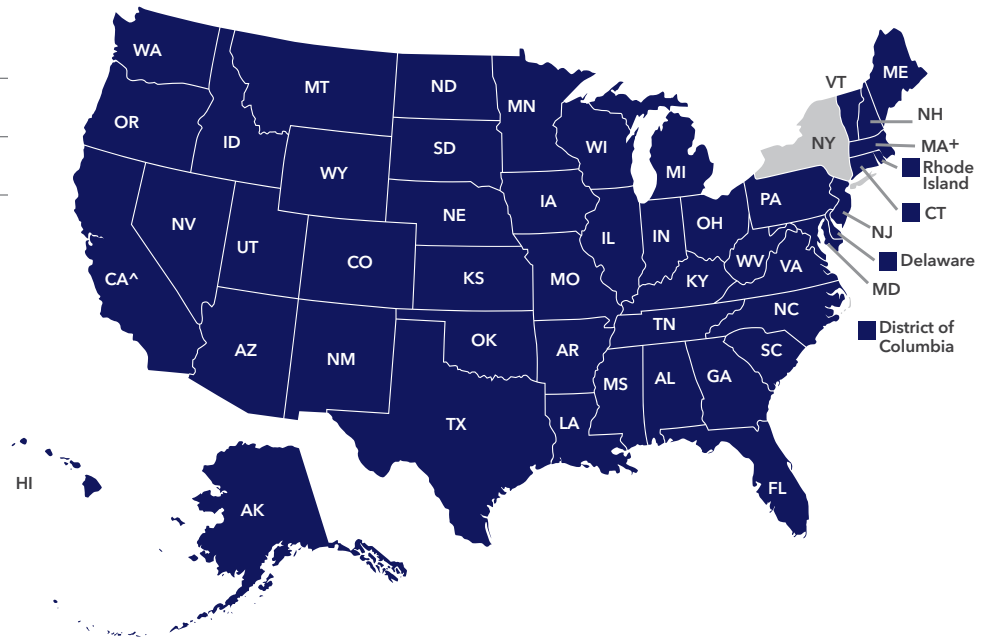 WA
MT
ND
MN
VT
ME
OR
ID
SD
WI
NY
NH
MA+
WY
MI
Rhode
Island
NV
UT
NE
IA
PA
CT
CO
IL
IN
OH
NJ
CA^
KS
MO
WV
VA
Delaware
KY
MD
AZ
NM
OK
AR
TN
NC
District of
Columbia
SC
MS
AL
GA
TX
LA
HI
AK
FL